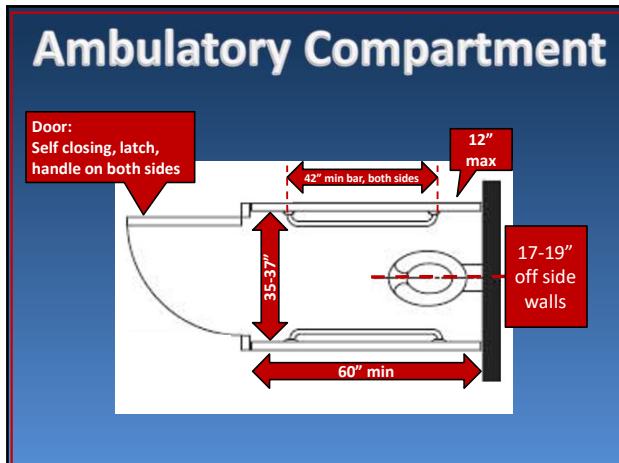 Ambulatory Compartment
Door:
Self closing, latch,
handle on both sides
12”
max
42” min bar, both sides
35-37”
17-19”
off side
walls
60” min